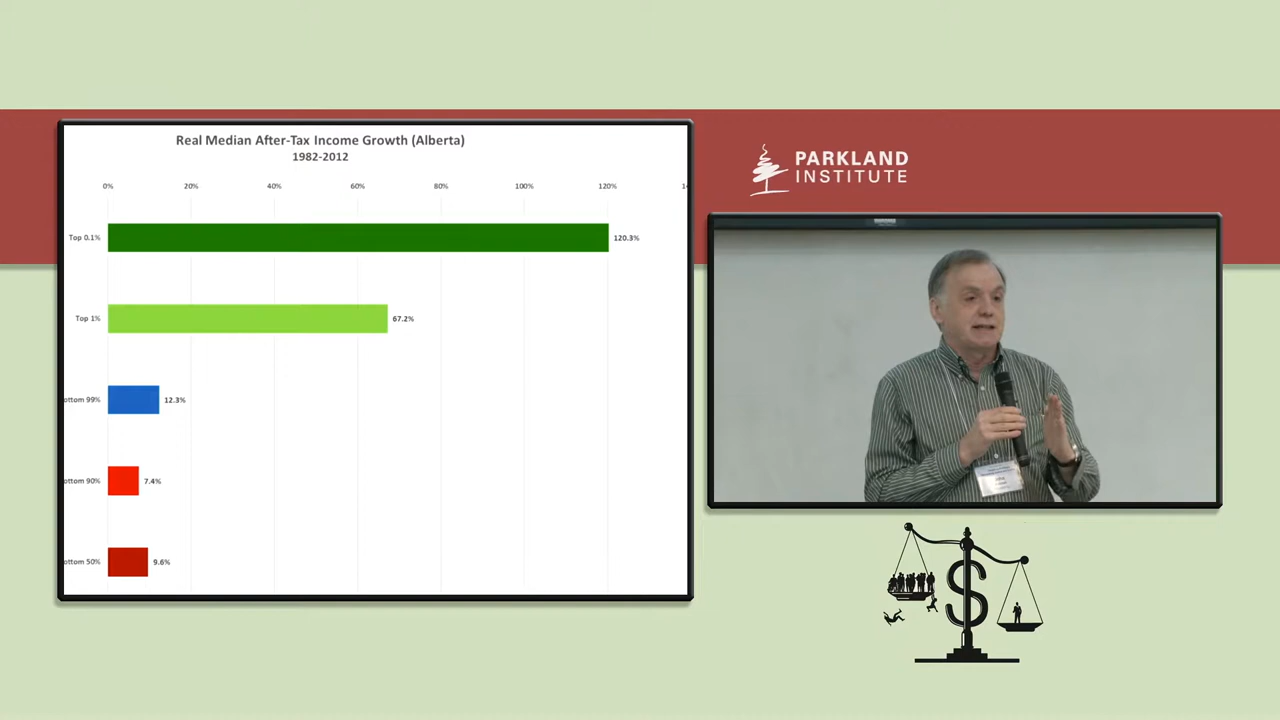 Real Median After-Tax Income Growth (Alberta)
1982-2012
0% 20% 40% 60% 80% 100% 120%
Top 0.1% 120.3%
Top 1% 67.2%
ottom 99% 12.3%
ottom 90% 7.4%
ottom 50% 9.6%
PARKLAND
INSTITUTE
$